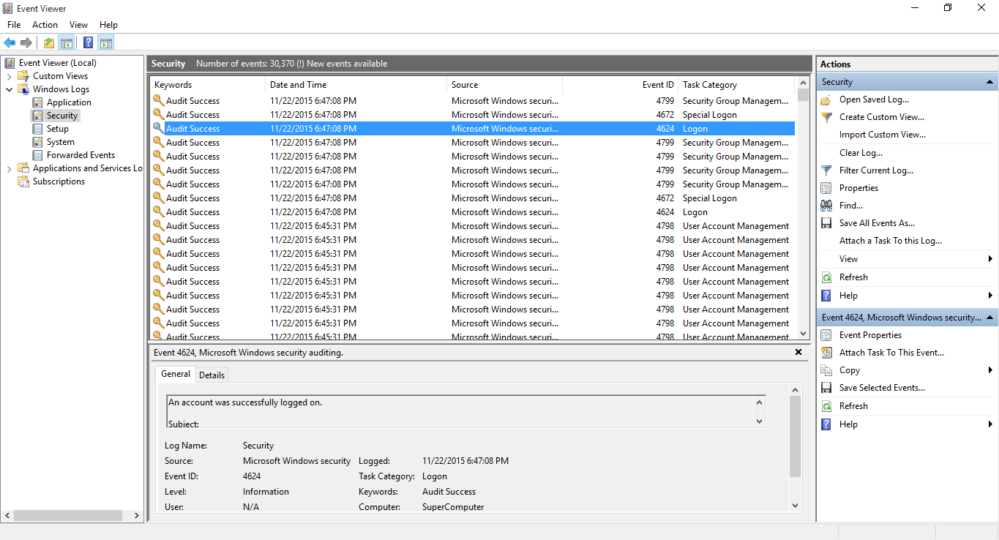 Event Viewer
File Action View Help
Event Viewer (Local)
Custom Views
Windows Logs
Application
Security
Setup
System
Forwarded Events
Applications and Services Lo
Subscriptions
Security Number of events: 30,370 (!) New events available
Keywords Date and Time Source Event ID Task Category
Audit Success 11/22/2015 6:47:08 PM Microsoft Windows securi... 4799 Security Group Managem...
Audit Success 11/22/2015 6:47:08 PM Microsoft Windows securi... 4672 Special Logon
Audit Success 11/22/2015 6:47:08 PM Microsoft Windows securi... 4624 Logon
Audit Success 11/22/2015 6:47:08 PM Microsoft Windows securi... 4799 Security Group Managem...
Audit Success 11/22/2015 6:47:08 PM Microsoft Windows securi... 4799 Security Group Managem...
Audit Success 11/22/2015 6:47:08 PM Microsoft Windows securi... 4799 Security Group Managem...
Audit Success 11/22/2015 6:47:08 PM Microsoft Windows securi... 4799 Security Group Managem...
Audit Success 11/22/2015 6:47:08 PM Microsoft Windows securi... 4672 Special Logon
Audit Success 11/22/2015 6:47:08 PM Microsoft Windows securi... 4624 Logon
Audit Success 11/22/2015 6:45:31 PM Microsoft Windows securi... 4798 User Account Management
Audit Success 11/22/2015 6:45:31 PM Microsoft Windows securi... 4798 User Account Management
Audit Success 11/22/2015 6:45:31 PM Microsoft Windows securi... 4798 User Account Management
Audit Success 11/22/2015 6:45:31 PM Microsoft Windows securi... 4798 User Account Management
Audit Success 11/22/2015 6:45:31 PM Microsoft Windows securi... 4798 User Account Management
Audit Success 11/22/2015 6:45:31 PM Microsoft Windows securi... 4798 User Account Management
Audit Success 11/22/2015 6:45:31 PM Microsoft Windows securi... 4798 User Account Management
Audit Success 11/22/2015 6:45:31 PM Microsoft Windows securi... 4798 User Account Management
Audit Success 11/22/2015 6:45:31 PM Microsoft Windows securi... 4798 User Account Management
Event 4624, Microsoft Windows security auditing.
General Details
An account was successfully logged on.
Subject:
Log Name: Security
Source: Microsoft Windows security Logged: 11/22/2015 6:47:08 PM
Event ID: 4624 Task Category: Logon
Level: Information Keywords: Audit Success
User: N/A Computer: SuperComputer
Actions
Security
Open Saved Log...
Create Custom View...
Import Custom View...
Clear Log...
Filter Current Log...
Properties
Find...
Save All Events As...
Attach a Task To this Log...
View
Refresh
Help
Event 4624, Microsoft Windows security...
Event Properties
Attach Task To This Event...
Copy
Save Selected Events...
Refresh
Help